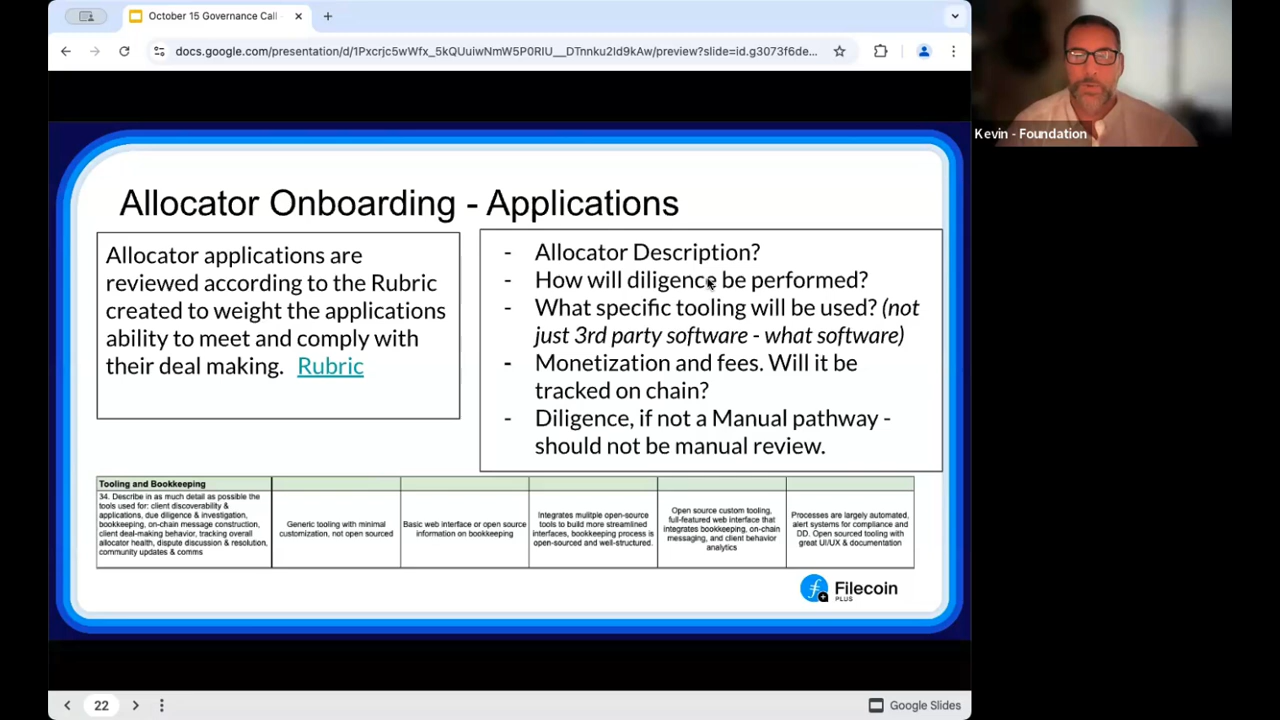 October 15 Governance Call
docs.google.com/presentation/d/1Pxcrjc5wWfx_5kQUuiwNmW5P0RIU__DTnnku2Id9kAw/preview?slide=id.g3073f6de...
Kevin - Foundation
Allocator Onboarding - Applications
Allocator applications are
reviewed according to the Rubric
created to weight the applications
ability to meet and comply with
their deal making. Rubric
- Allocator Description?
- How will diligence be performed?
- What specific tooling will be used? (not
just 3rd party software - what software)
- Monetization and fees. Will it be
tracked on chain?
- Diligence, if not a Manual pathway -
should not be manual review.
Tooling and Bookkeeping
34. Describe in as much detail as possible the
tools used for: client discoverability &
applications, due diligence & investigation,
bookkeeping, on-chain message construction,
client deal-making behavior, tracking overall
allocator health, dispute discussion & resolution,
community updates & comms
Generic tooling with minimal
customization, not open sourced
Basic web interface or open source
information on bookkeeping
Integrates mulitple open-source
tools to build more streamlined
interfaces, bookkeeping process is
open-sourced and well-structured.
Open source custom tooling,
full-featured web interface that
integrates bookkeeping, on-chain
messaging, and client behavior
analytics
Processes are largely automated,
alert systems for compliance and
DD. Open sourced tooling with
great UI/UX & documentation
Filecoin
PLUS
22
Google Slides